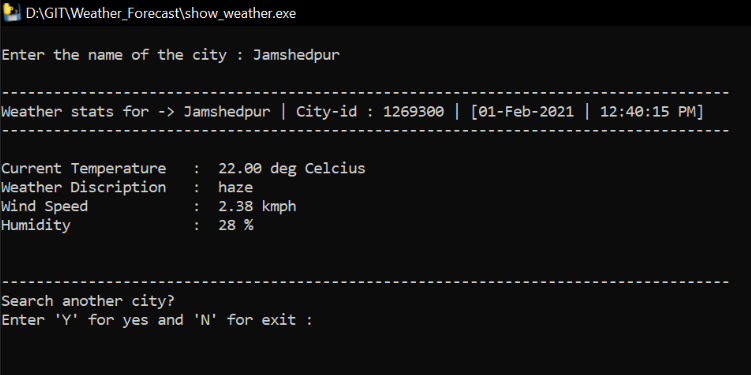 D:\GIT\Weather_Forecast\show_weather.exe
Enter the name of the city : Jamshedpur
------------------------------------------------------------------------------------
Weather stats for -> Jamshedpur | City-id : 1269300 | [01-Feb-2021 | 12:40:15 PM]
------------------------------------------------------------------------------------
Current Temperature   :  22.00 deg Celcius
Weather Discription   :  haze
Wind Speed            :  2.38 kmph
Humidity              :  28 %
------------------------------------------------------------------------------------
Search another city?
Enter 'Y' for yes and 'N' for exit :